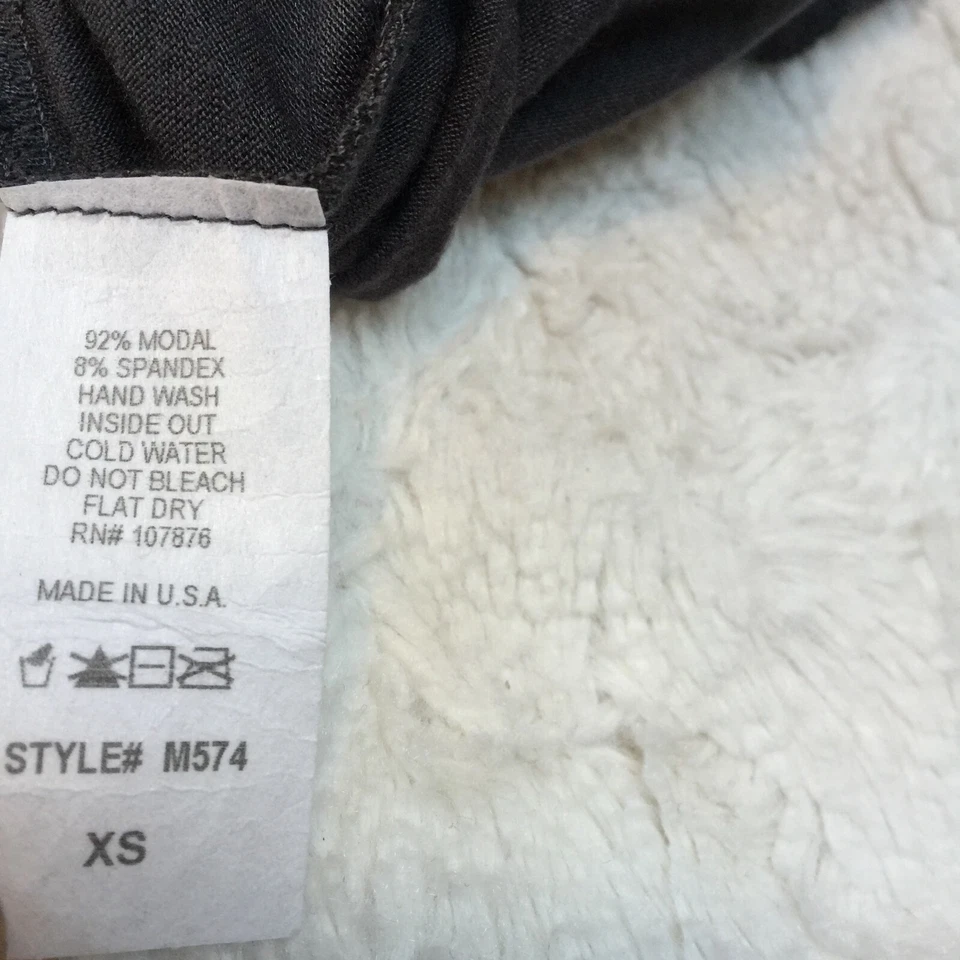 92% MODAL
8% SPANDEX
HAND WASH
INSIDE OUT
COLD WATER
DO NOT BLEACH
FLAT DRY
RN# 107876
MADE IN U.S.A.
STYLE# M574
XS